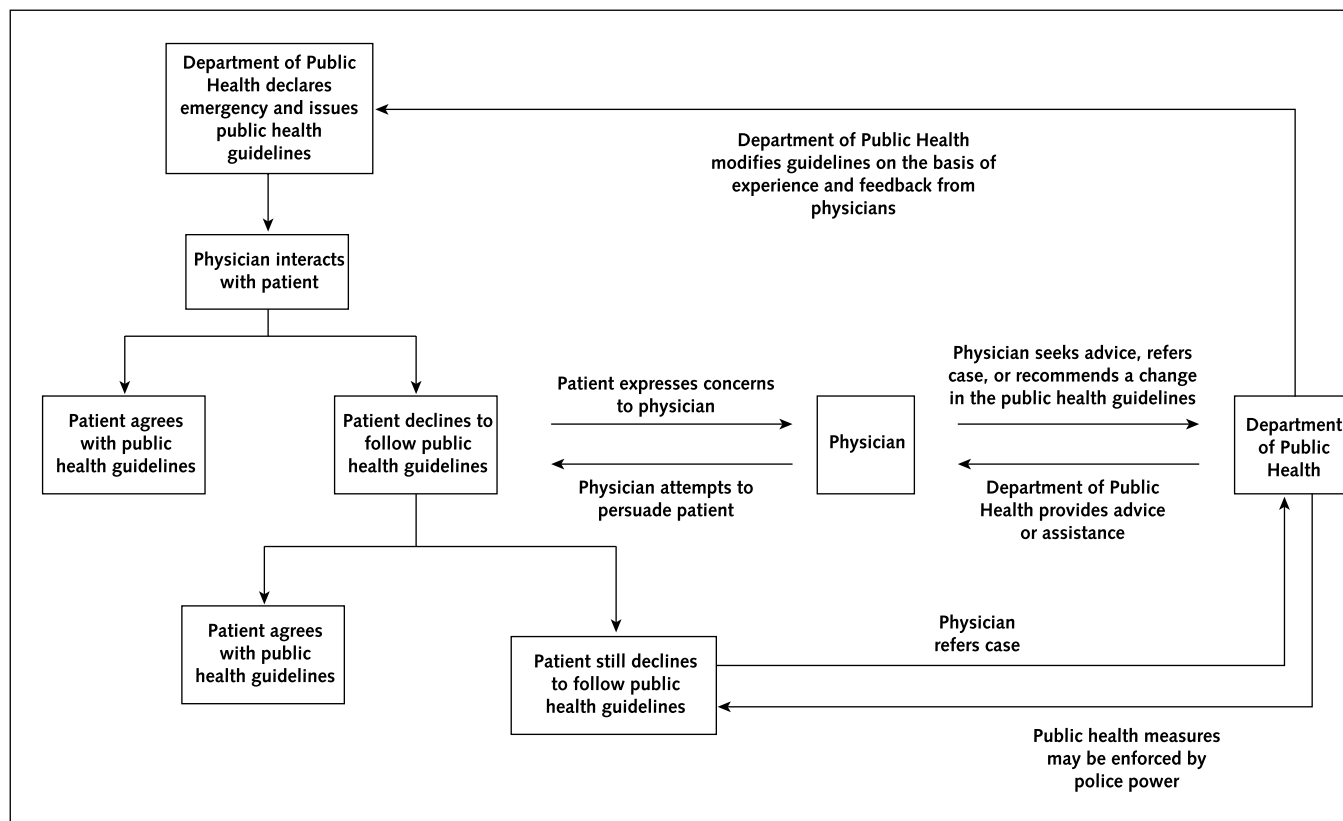 Department of Public
Health declares
emergency and issues
public health
guidelines
Department of Public Health
modifies guidelines on the basis of
experience and feedback from
physicians
Physician interacts
with patient
Patient agrees
with public
health guidelines
Patient declines to
follow public
health guidelines
Patient expresses concerns
to physician
Physician attempts to
persuade patient
Physician
Physician seeks advice, refers
case, or recommends a change
in the public health guidelines
Department of Public
Health provides advice
or assistance
Department
of Public
Health
Patient agrees
with public
health guidelines
Patient still declines
to follow public
health guidelines
Physician
refers case
Public health measures
may be enforced by
police power